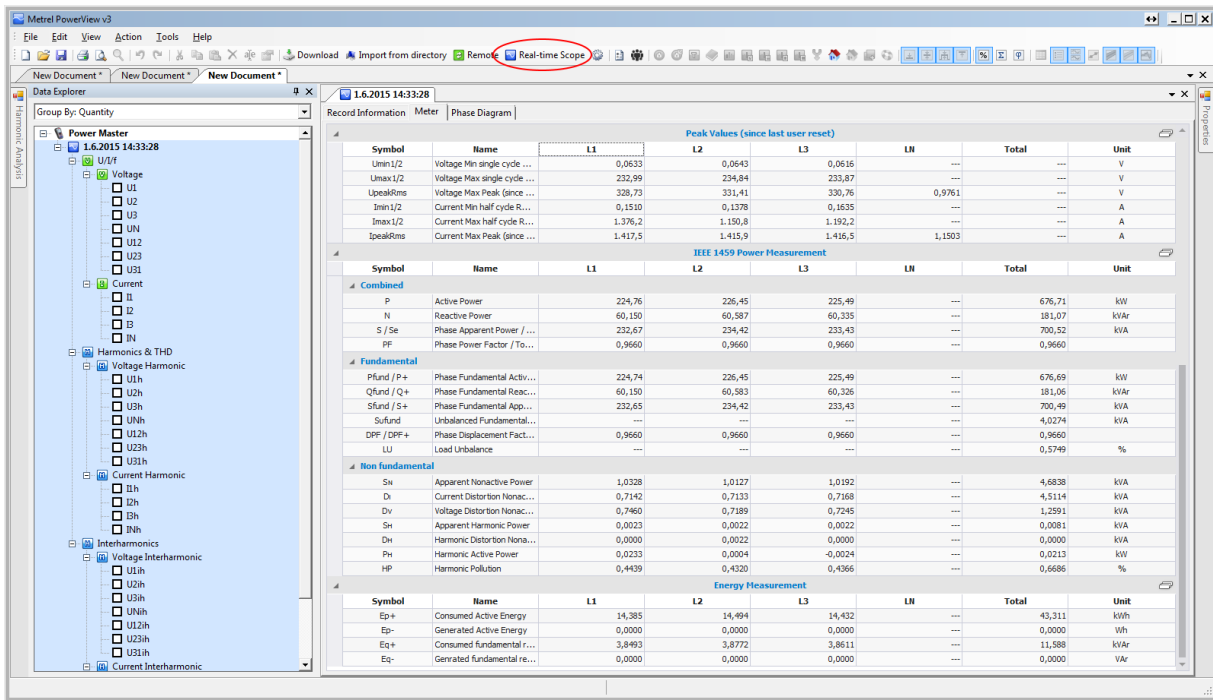 Metrel PowerView v3
File Edit View Action Tools Help
Download Import from directory Remote Real-time Scope
New Document * New Document * New Document *
Data Explorer
Group By: Quantity
Harmonic Analysis
Power Master
1.6.2015 14:33:28
U/I/f
Voltage
U1
U2
U3
UN
U12
U23
U31
Current
I1
I2
I3
IN
Harmonics & THD
Voltage Harmonic
U1h
U2h
U3h
UNh
U12h
U23h
U31h
Current Harmonic
I1h
I2h
I3h
INh
Interharmonics
Voltage Interharmonic
U1ih
U2ih
U3ih
UNih
U12ih
U23ih
U31ih
Current Interharmonic
1.6.2015 14:33:28
Record Information Meter Phase Diagram
Peak Values (since last user reset)
Symbol Name L1 L2 L3 LN Total Unit
Umin1/2 Voltage Min single cycle ... 0,0633 0,0643 0,0616 --- --- V
Umax1/2 Voltage Max single cycle ... 232,99 234,84 233,87 --- --- V
UpeakRms Voltage Max Peak (since ... 328,73 331,41 330,76 0,9761 --- V
Imin1/2 Current Min half cycle R... 0,1510 0,1378 0,1635 --- --- A
Imax1/2 Current Max half cycle R... 1.376,2 1.150,8 1.192,2 --- --- A
IpeakRms Current Max Peak (since ... 1.417,5 1.415,9 1.416,5 1,1503 --- A
IEEE 1459 Power Measurement
Symbol Name L1 L2 L3 LN Total Unit
Combined
P Active Power 224,76 226,45 225,49 --- 676,71 kW
N Reactive Power 60,150 60,587 60,335 --- 181,07 kVAr
S / Se Phase Apparent Power / ... 232,67 234,42 233,43 --- 700,52 kVA
PF Phase Power Factor / To... 0,9660 0,9660 0,9660 --- 0,9660
Fundamental
Pfund / P+ Phase Fundamental Activ... 224,74 226,45 225,49 --- 676,69 kW
Qfund / Q+ Phase Fundamental Reac... 60,150 60,583 60,326 --- 181,06 kVAr
Sfund / S+ Phase Fundamental App... 232,65 234,42 233,43 --- 700,49 kVA
Sufund Unbalanced Fundamental... --- --- --- --- 4,0274 kVA
DPF / DPF+ Phase Displacement Fact... 0,9660 0,9660 0,9660 --- 0,9660
LU Load Unbalance --- --- --- --- 0,5749 %
Non fundamental
SN Apparent Nonactive Power 1,0328 1,0127 1,0192 --- 4,6838 kVA
DI Current Distortion Nonac... 0,7142 0,7133 0,7168 --- 4,5114 kVA
DV Voltage Distortion Nonac... 0,7460 0,7189 0,7245 --- 1,2591 kVA
SH Apparent Harmonic Power 0,0023 0,0022 0,0022 --- 0,0081 kVA
DH Harmonic Distortion Nona... 0,0000 0,0022 0,0000 --- 0,0000 kVA
PH Harmonic Active Power 0,0233 0,0004 -0,0024 --- 0,0213 kW
HP Harmonic Pollution 0,4439 0,4320 0,4366 --- 0,6686 %
Energy Measurement
Symbol Name L1 L2 L3 LN Total Unit
Ep+ Consumed Active Energy 14,385 14,494 14,432 --- 43,311 kWh
Ep- Generated Active Energy 0,0000 0,0000 0,0000 --- 0,0000 Wh
Eq+ Consumed fundamental r... 3,8493 3,8772 3,8611 --- 11,588 kVAr
Eq- Genrated fundamental re... 0,0000 0,0000 0,0000 --- 0,0000 VAr
Properties